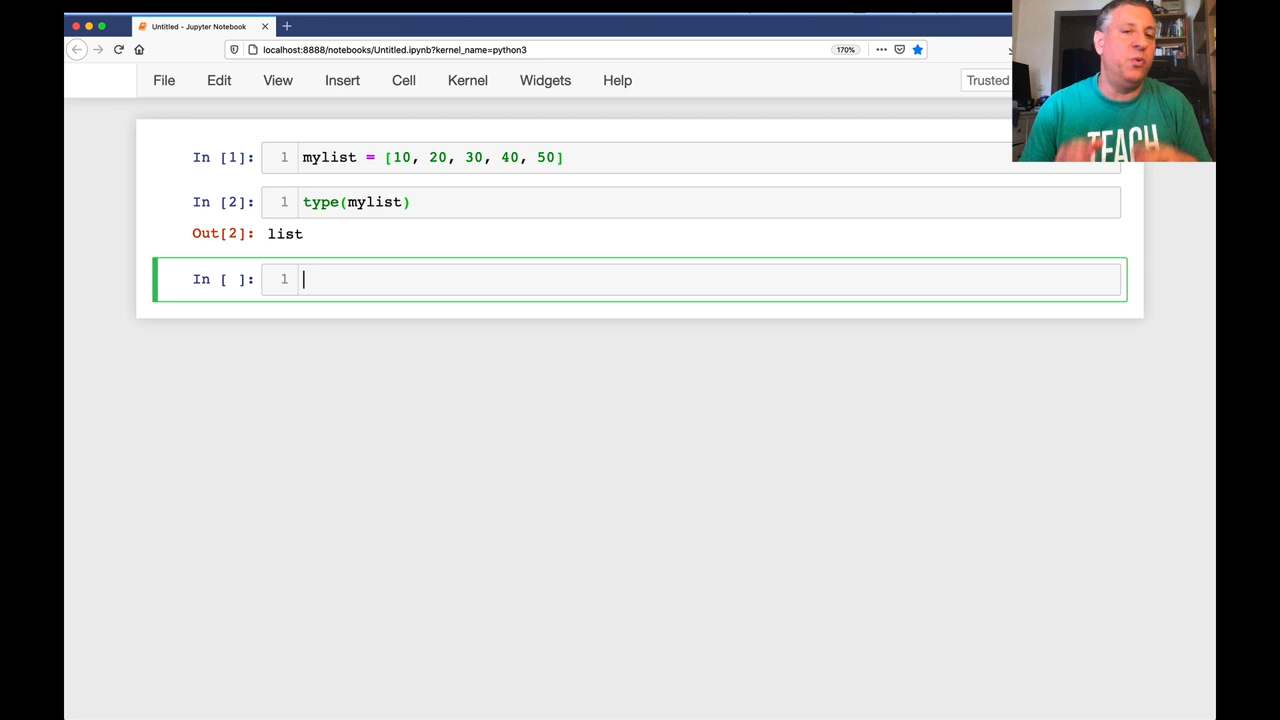 Untitled - Jupyter Notebook
localhost:8888/notebooks/Untitled.ipynb?kernel_name=python3
170%
File Edit View Insert Cell Kernel Widgets Help
Trusted
TEACH
In [1]: 1 mylist = [10, 20, 30, 40, 50]
In [2]: 1 type(mylist)
Out[2]: list
In [ ]: 1